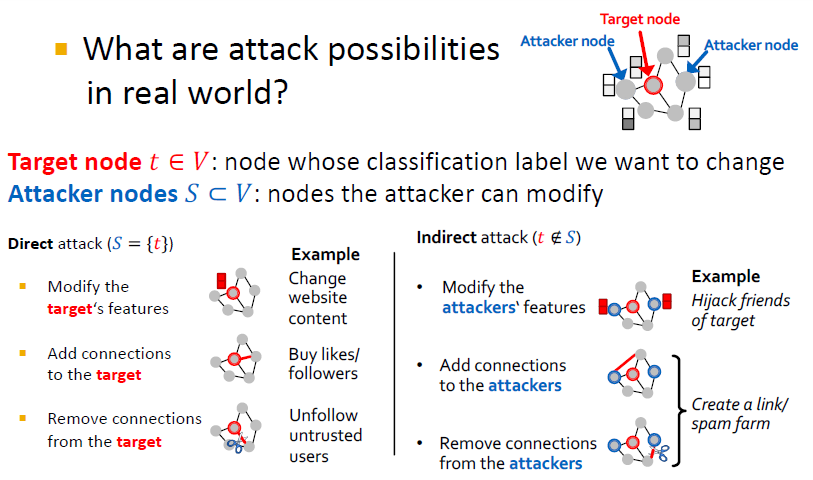 ▪ What are attack possibilities
in real world?
Target node
Attacker node
Attacker node
Target node t ∈ V: node whose classification label we want to change
Attacker nodes S ⊂ V: nodes the attacker can modify
Direct attack (S = {t})
Example
▪ Modify the
target's features
Change
website
content
▪ Add connections
to the target
Buy likes/
followers
▪ Remove connections
from the target
Unfollow
untrusted
users
Indirect attack (t ∉ S)
Example
• Modify the
attackers' features
Hijack friends
of target
• Add connections
to the attackers
• Remove connections
from the attackers
Create a link/
spam farm